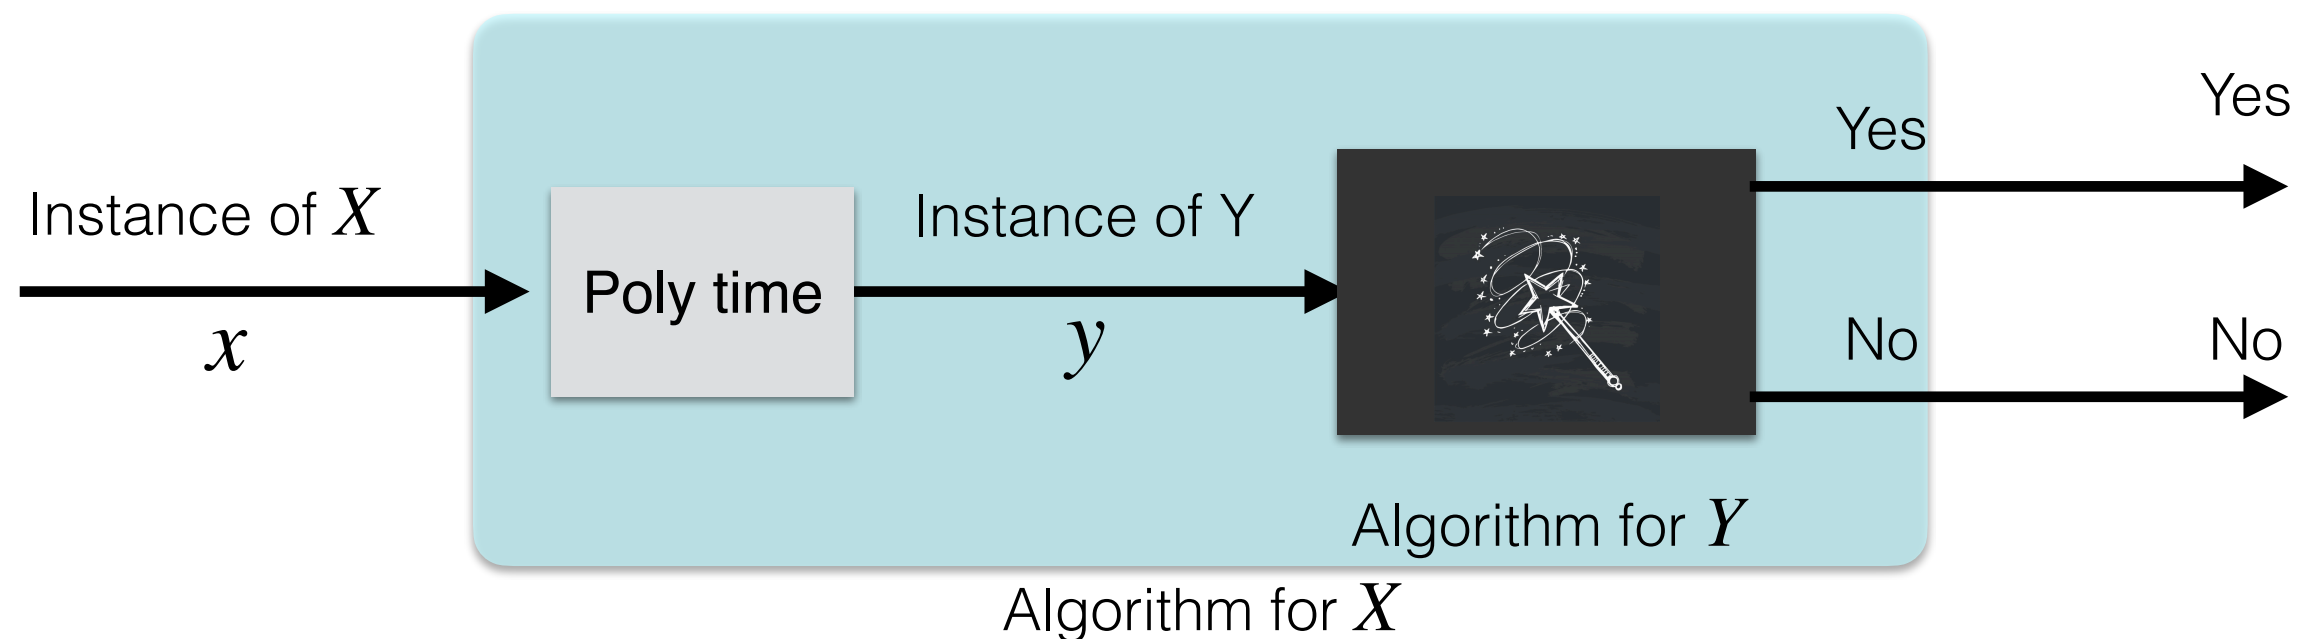 Instance of X
x
Poly time
Instance of Y
y
Yes
No
Yes
No
Algorithm for Y
Algorithm for X